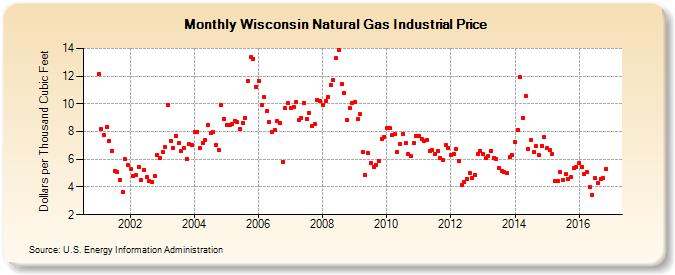 Monthly Wisconsin Natural Gas Industrial Price
Dollars per Thousand Cubic Feet
14
12
10
8
6
4
2
2002 2004 2006 2008 2010 2012 2014 2016
Source: U.S. Energy Information Administration